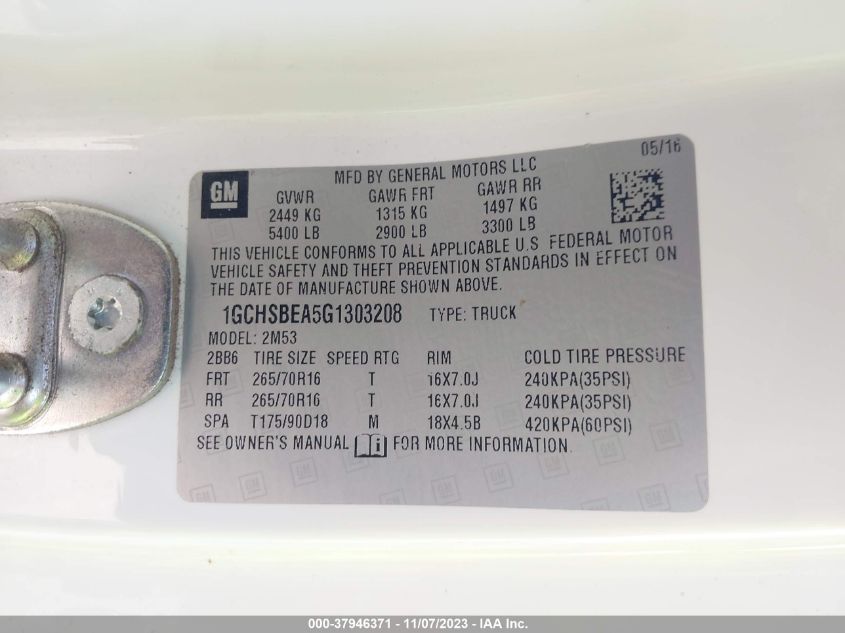 05/16
GM
MFD BY GENERAL MOTORS LLC
GVWR GAWR FRT GAWR RR
2449 KG 1315 KG 1497 KG
5400 LB 2900 LB 3300 LB
THIS VEHICLE CONFORMS TO ALL APPLICABLE U.S. FEDERAL MOTOR
VEHICLE SAFETY AND THEFT PREVENTION STANDARDS IN EFFECT ON
THE DATE OF MANUFACTURE SHOWN ABOVE.
1GCHSBEA5G1303208 TYPE: TRUCK
MODEL: 2M53
2BB6 TIRE SIZE SPEED RTG RIM COLD TIRE PRESSURE
FRT 265/70R16 T 16X7.0J 240KPA(35PSI)
RR 265/70R16 T 16X7.0J 240KPA(35PSI)
SPA T175/90D18 M 18X4.5B 420KPA(60PSI)
SEE OWNER'S MANUAL FOR MORE INFORMATION.
000-37946371 - 11/07/2023 - IAA Inc.